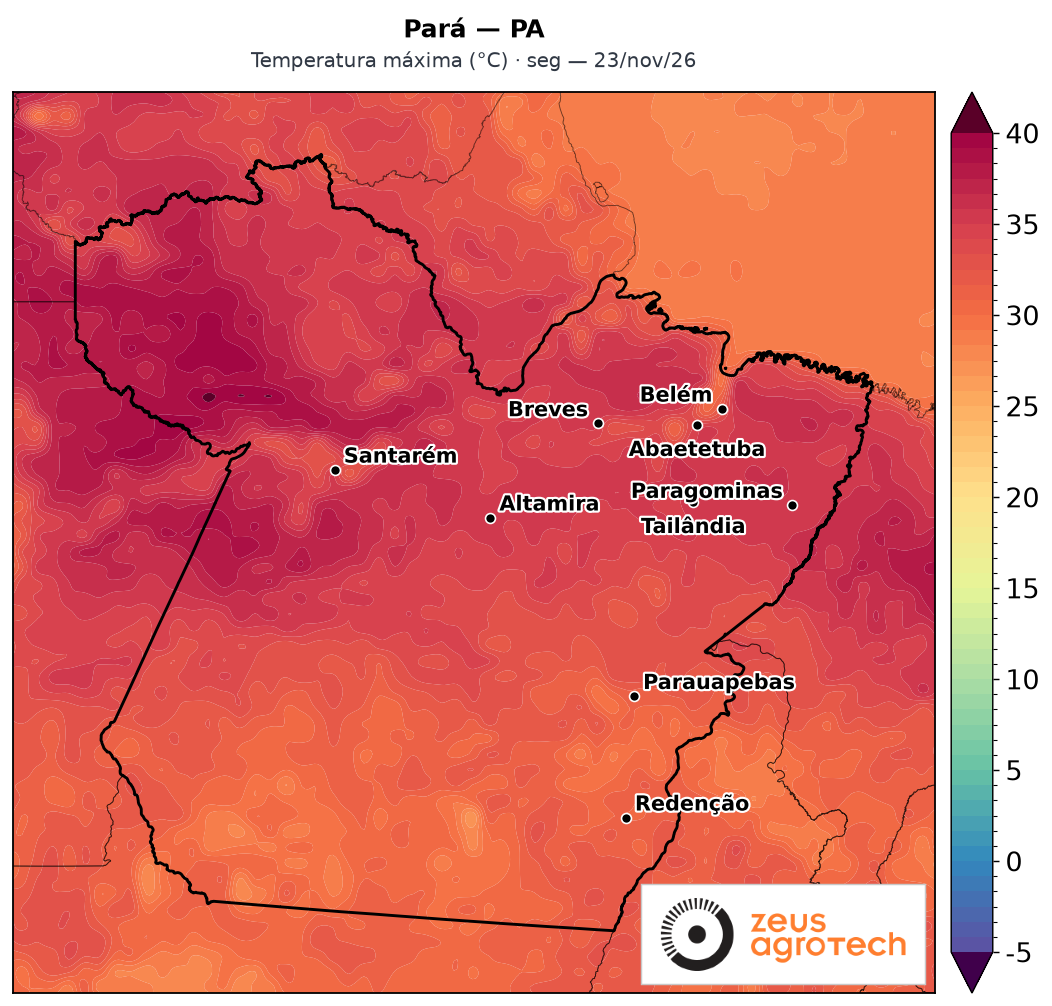 Pará — PA
Temperatura máxima (°C) · seg — 23/nov/26
Belém
Breves
Abaetetuba
Santarém
Paragominas
Altamira
Tailândia
Parauapebas
Redenção
40
35
30
25
20
15
10
5
0
-5
zeus
agrotech